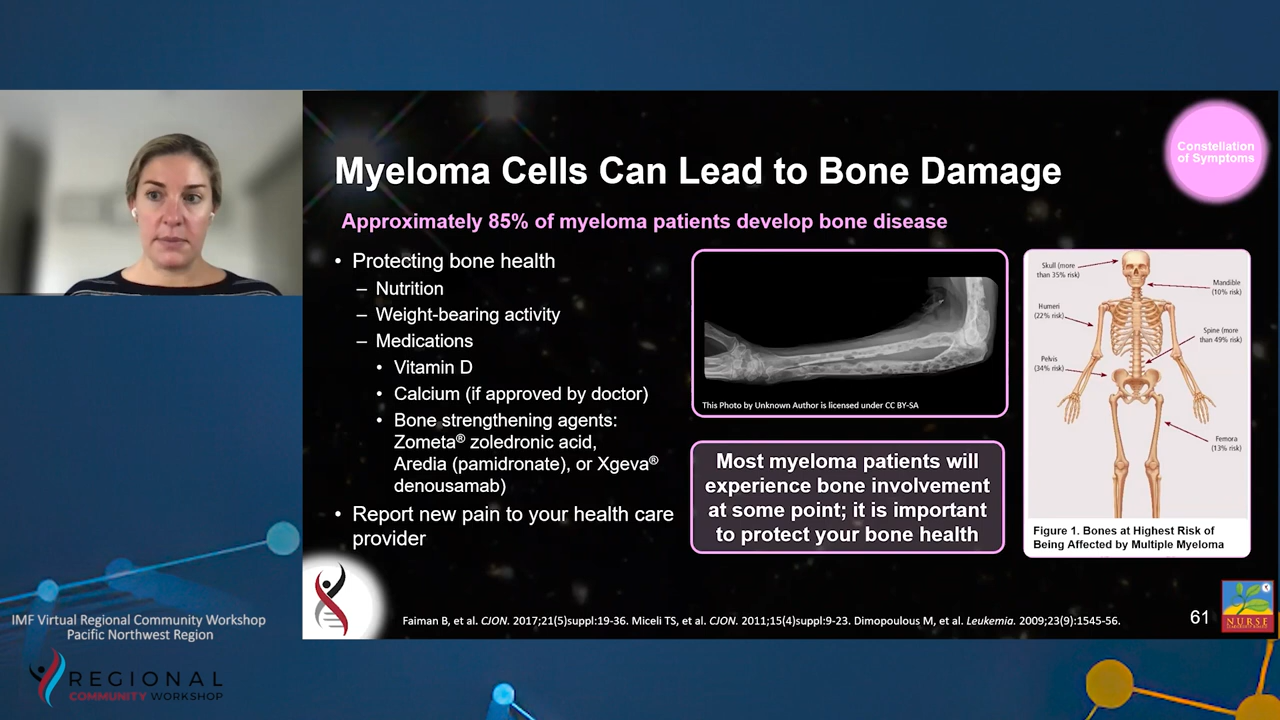 Constellation
of Symptoms
Myeloma Cells Can Lead to Bone Damage
Approximately 85% of myeloma patients develop bone disease
• Protecting bone health
– Nutrition
– Weight-bearing activity
– Medications
• Vitamin D
• Calcium (if approved by doctor)
• Bone strengthening agents:
Zometa® zoledronic acid,
Aredia (pamidronate), or Xgeva®
denousamab)
• Report new pain to your health care
provider
This Photo by Unknown Author is licensed under CC BY-SA
Most myeloma patients will
experience bone involvement
at some point; it is important
to protect your bone health
Skull (more
than 35% risk)
Mandible
(10% risk)
Humeri
(22% risk)
Spine (more
than 49% risk)
Pelvis
(34% risk)
Femora
(13% risk)
Figure 1. Bones at Highest Risk of
Being Affected by Multiple Myeloma
Faiman B, et al. CJON. 2017;21(5)suppl:19-36. Miceli TS, et al. CJON. 2011;15(4)suppl:9-23. Dimopoulous M, et al. Leukemia. 2009;23(9):1545-56.
61
NURSE
IMF Virtual Regional Community Workshop
Pacific Northwest Region
REGIONAL
COMMUNITY WORKSHOP